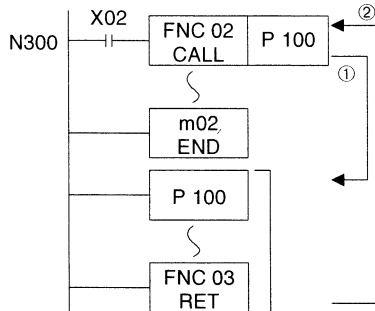 X02
N300
FNC 02
CALL
P 100
②
①
m02
END
P 100
FNC 03
RET